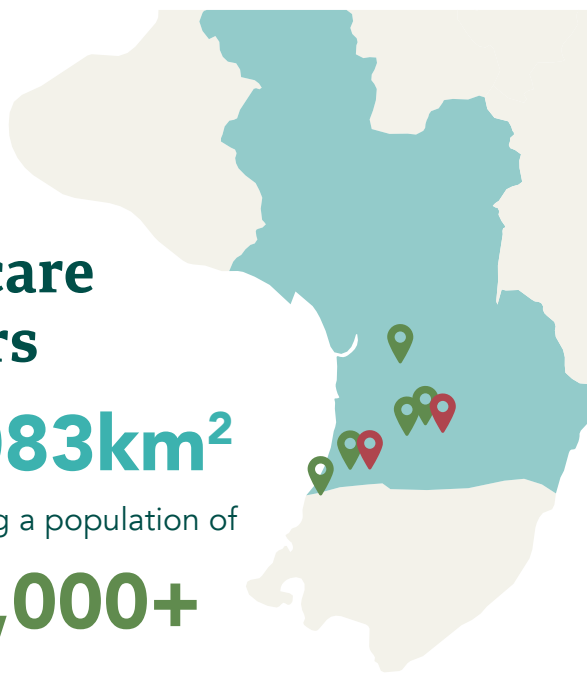 care
rs
983km²
g a population of
,000+